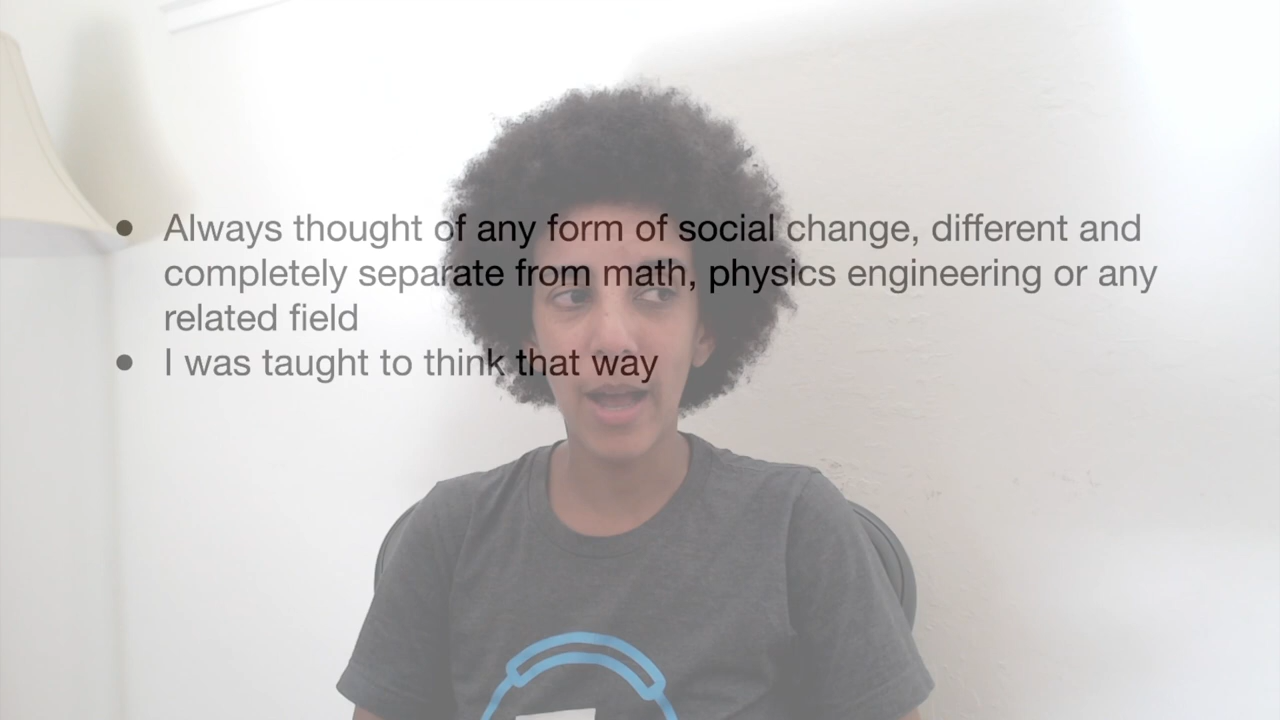 • Always thought of any form of social change, different and
completely separate from math, physics engineering or any
related field
• I was taught to think that way